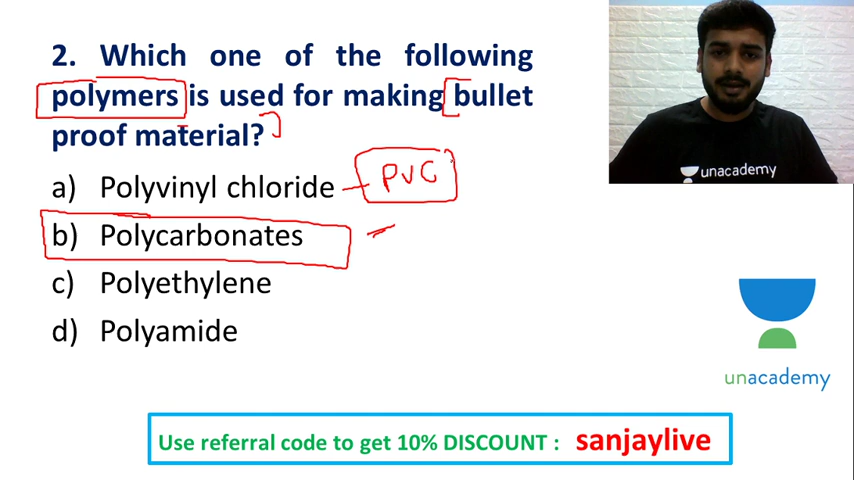 2. Which one of the following
polymers is used for making bullet
proof material?
a) Polyvinyl chloride PVC
b) Polycarbonates
c) Polyethylene
d) Polyamide
unacademy
unacademy
Use referral code to get 10% DISCOUNT : sanjaylive